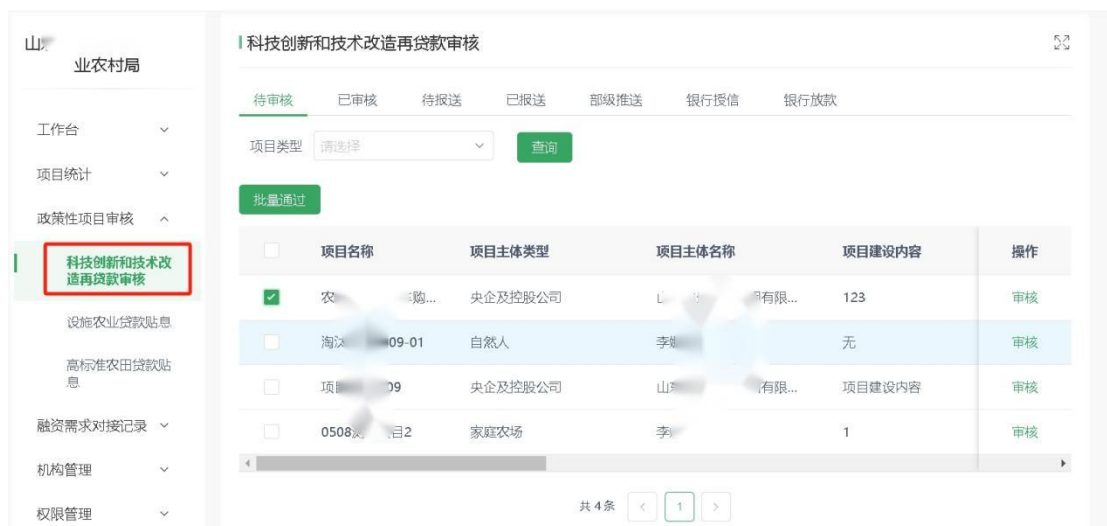 山
业农村局
工作台
项目统计
政策性项目审核
科技创新和技术改
造再贷款审核
设施农业贷款贴息
高标准农田贷款贴
息
融资需求对接记录
机构管理
权限管理
科技创新和技术改造再贷款审核
待审核 已审核 待报送 已报送 部级推送 银行授信 银行放款
项目类型 请选择 查询
批量通过
项目名称 项目主体类型 项目主体名称 项目建设内容 操作
农 购... 央企及控股公司 有限... 123 审核
淘汰 09-01 自然人 李 无 审核
项 09 央企及控股公司 山 有限... 项目建设内容 审核
0508 目2 家庭农场 李 1 审核
共 4 条 < 1 >